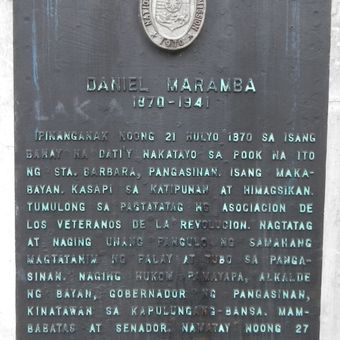 DANIEL MARAMBA
1870-1941
IPINANGANAK NOONG 21 HULYO 1870 SA ISANG
BAHAY NA DATI'Y NAKATAYO SA POOK NA ITO
NG STA. BARBARA, PANGASINAN. ISANG MAKA-
BAYAN. KASAPI SA KATIPUNAN AT HIMAGSIKAN.
TUMULONG SA PAGTATATAG NG ASOCIACION DE
LOS VETERANOS DE LA REVOLUCION. NAGTATAG
AT NAGING UNANG PANGULO NG SAMAHANG
MAGTATANIM NG PALAY AT TUBO SA PANGA-
SINAN. NAGING HUKOM PAMAYAPA, ALKALDE
NG BAYAN, GOBERNADOR NG PANGASINAN,
KINATAWAN SA KAPULUNGANG-BANSA, MAM-
BABATAS AT SENADOR. NAMATAY NOONG 27